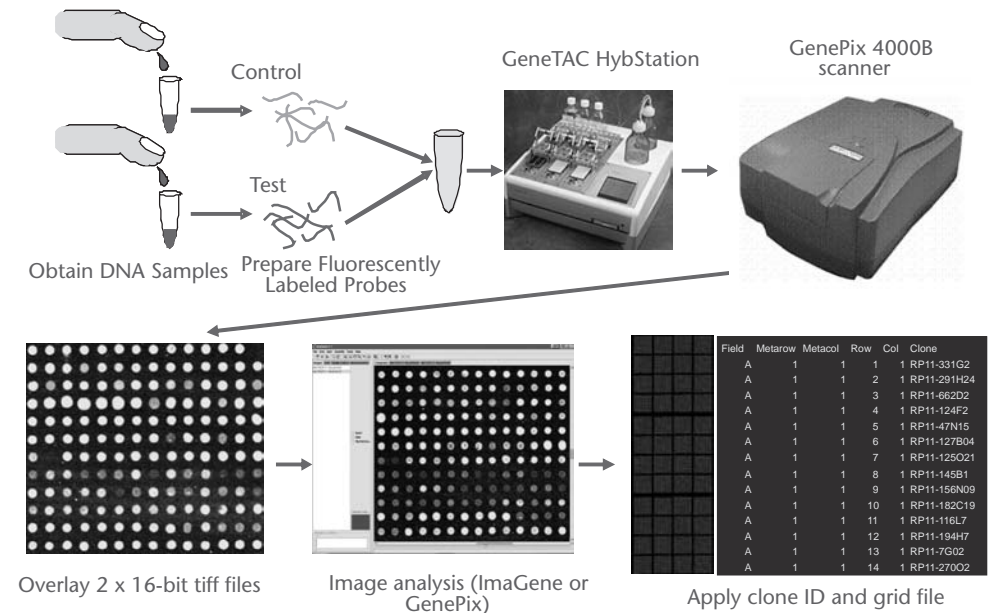 Control
GeneTAC HybStation
GenePix 4000B
scanner
Test
Obtain DNA Samples
Prepare Fluorescently
Labeled Probes
Field Metarow Metacol Row Col Clone
A 1 1 1 1 RP11-331G2
A 1 1 2 1 RP11-291H24
A 1 1 3 1 RP11-662D2
A 1 1 4 1 RP11-124F2
A 1 1 5 1 RP11-47N15
A 1 1 6 1 RP11-127B04
A 1 1 7 1 RP11-125O21
A 1 1 8 1 RP11-145B1
A 1 1 9 1 RP11-156N09
A 1 1 10 1 RP11-182C19
A 1 1 11 1 RP11-116L7
A 1 1 12 1 RP11-194H7
A 1 1 13 1 RP11-7G02
A 1 1 14 1 RP11-270O2
Overlay 2 x 16-bit tiff files
Image analysis (ImaGene or
GenePix)
Apply clone ID and grid file